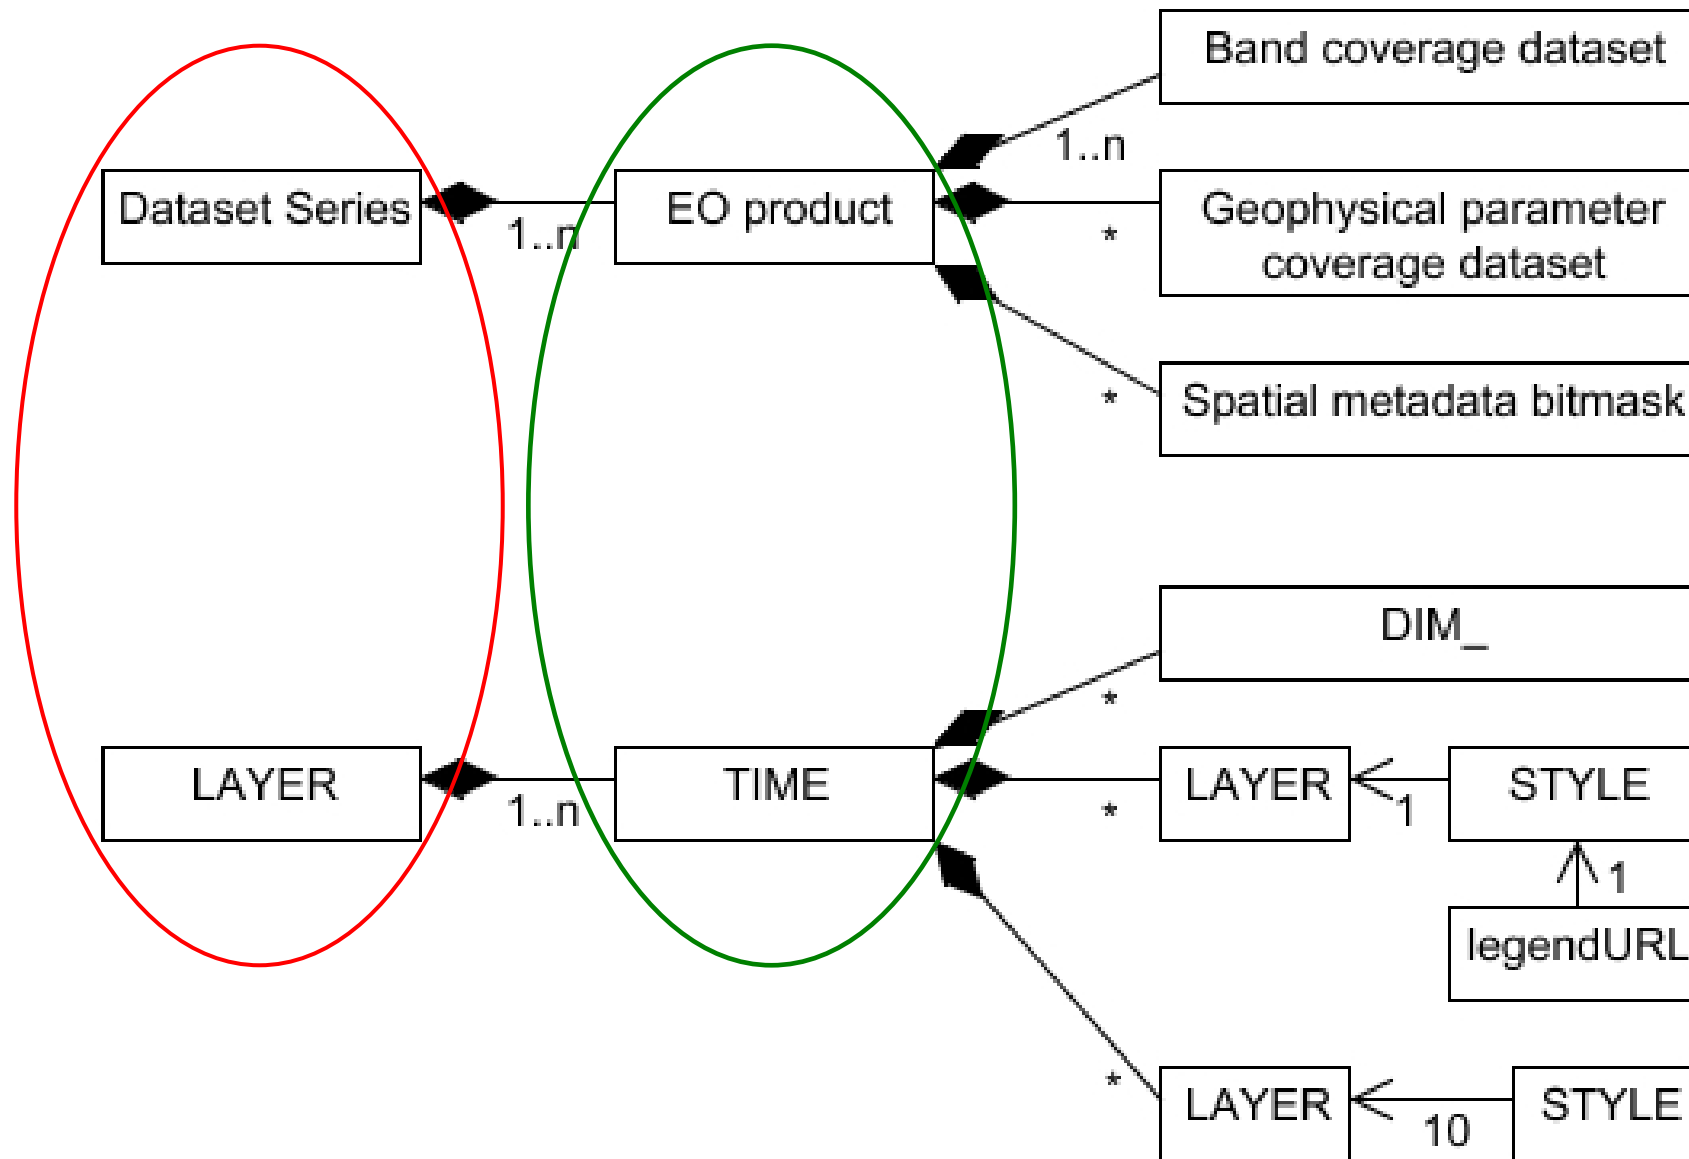 Band coverage dataset
1..n
Dataset Series
1..n
EO product
Geophysical parameter
coverage dataset
*
Spatial metadata bitmask
*
DIM_
*
LAYER
1..n
TIME
*
LAYER
1
STYLE
1
legendURL
*
LAYER
10
STYLE